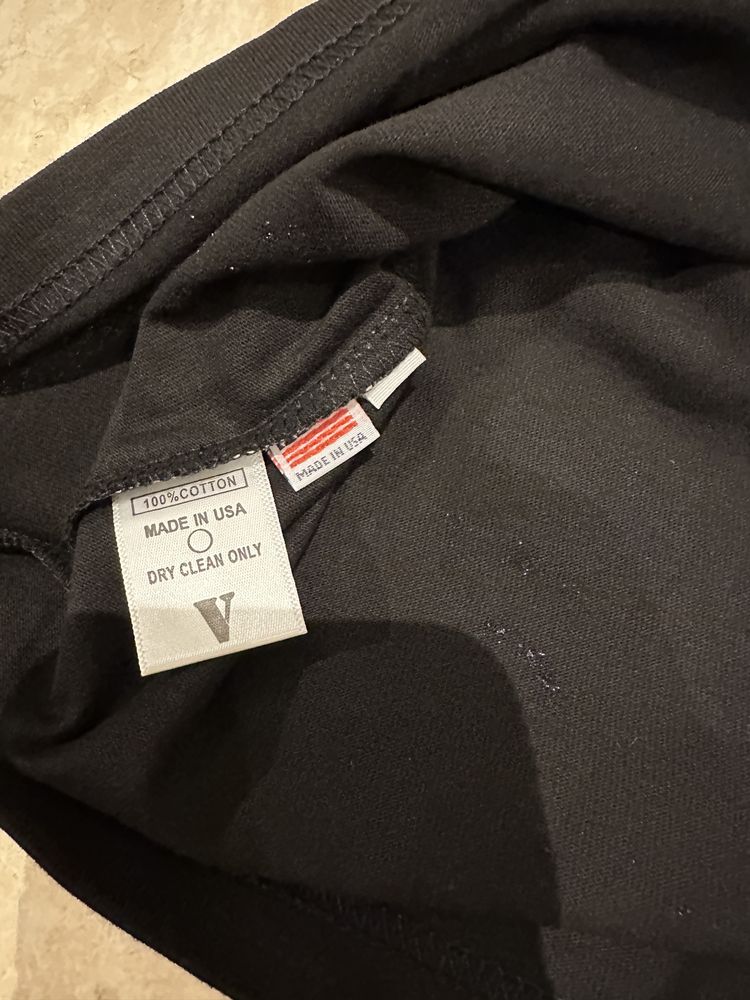 100%COTTON
MADE IN USA
DRY CLEAN ONLY
V
MADE IN USA